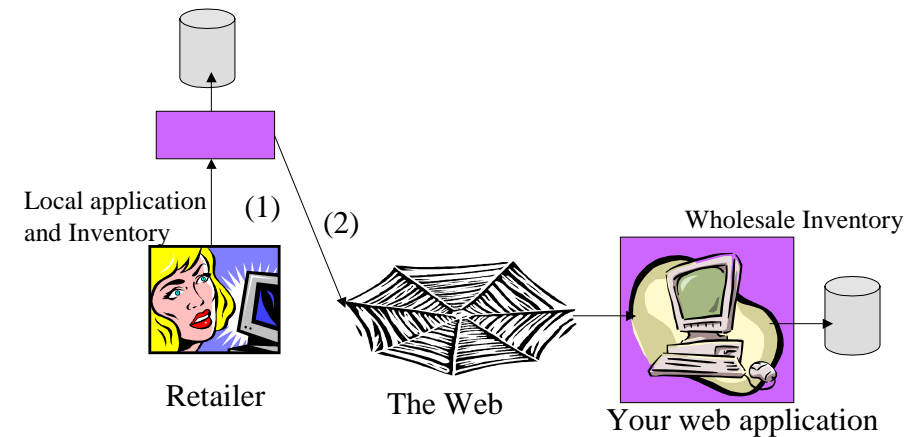 Local application
and Inventory
(1)
(2)
Wholesale Inventory
Retailer
The Web
Your web application